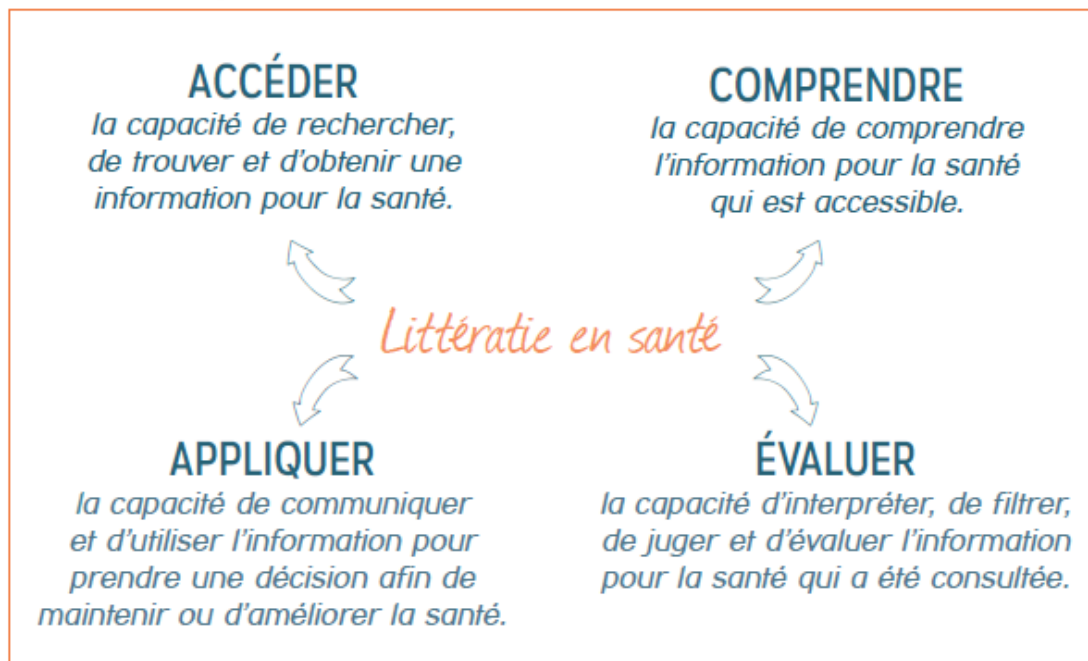 ACCÉDER
la capacité de rechercher,
de trouver et d'obtenir une
information pour la santé.
COMPRENDRE
la capacité de comprendre
l'information pour la santé
qui est accessible.
Littératie en santé
APPLIQUER
la capacité de communiquer
et d'utiliser l'information pour
prendre une décision afin de
maintenir ou d'améliorer la santé.
ÉVALUER
la capacité d'interpréter, de filtrer,
de juger et d'évaluer l'information
pour la santé qui a été consultée.